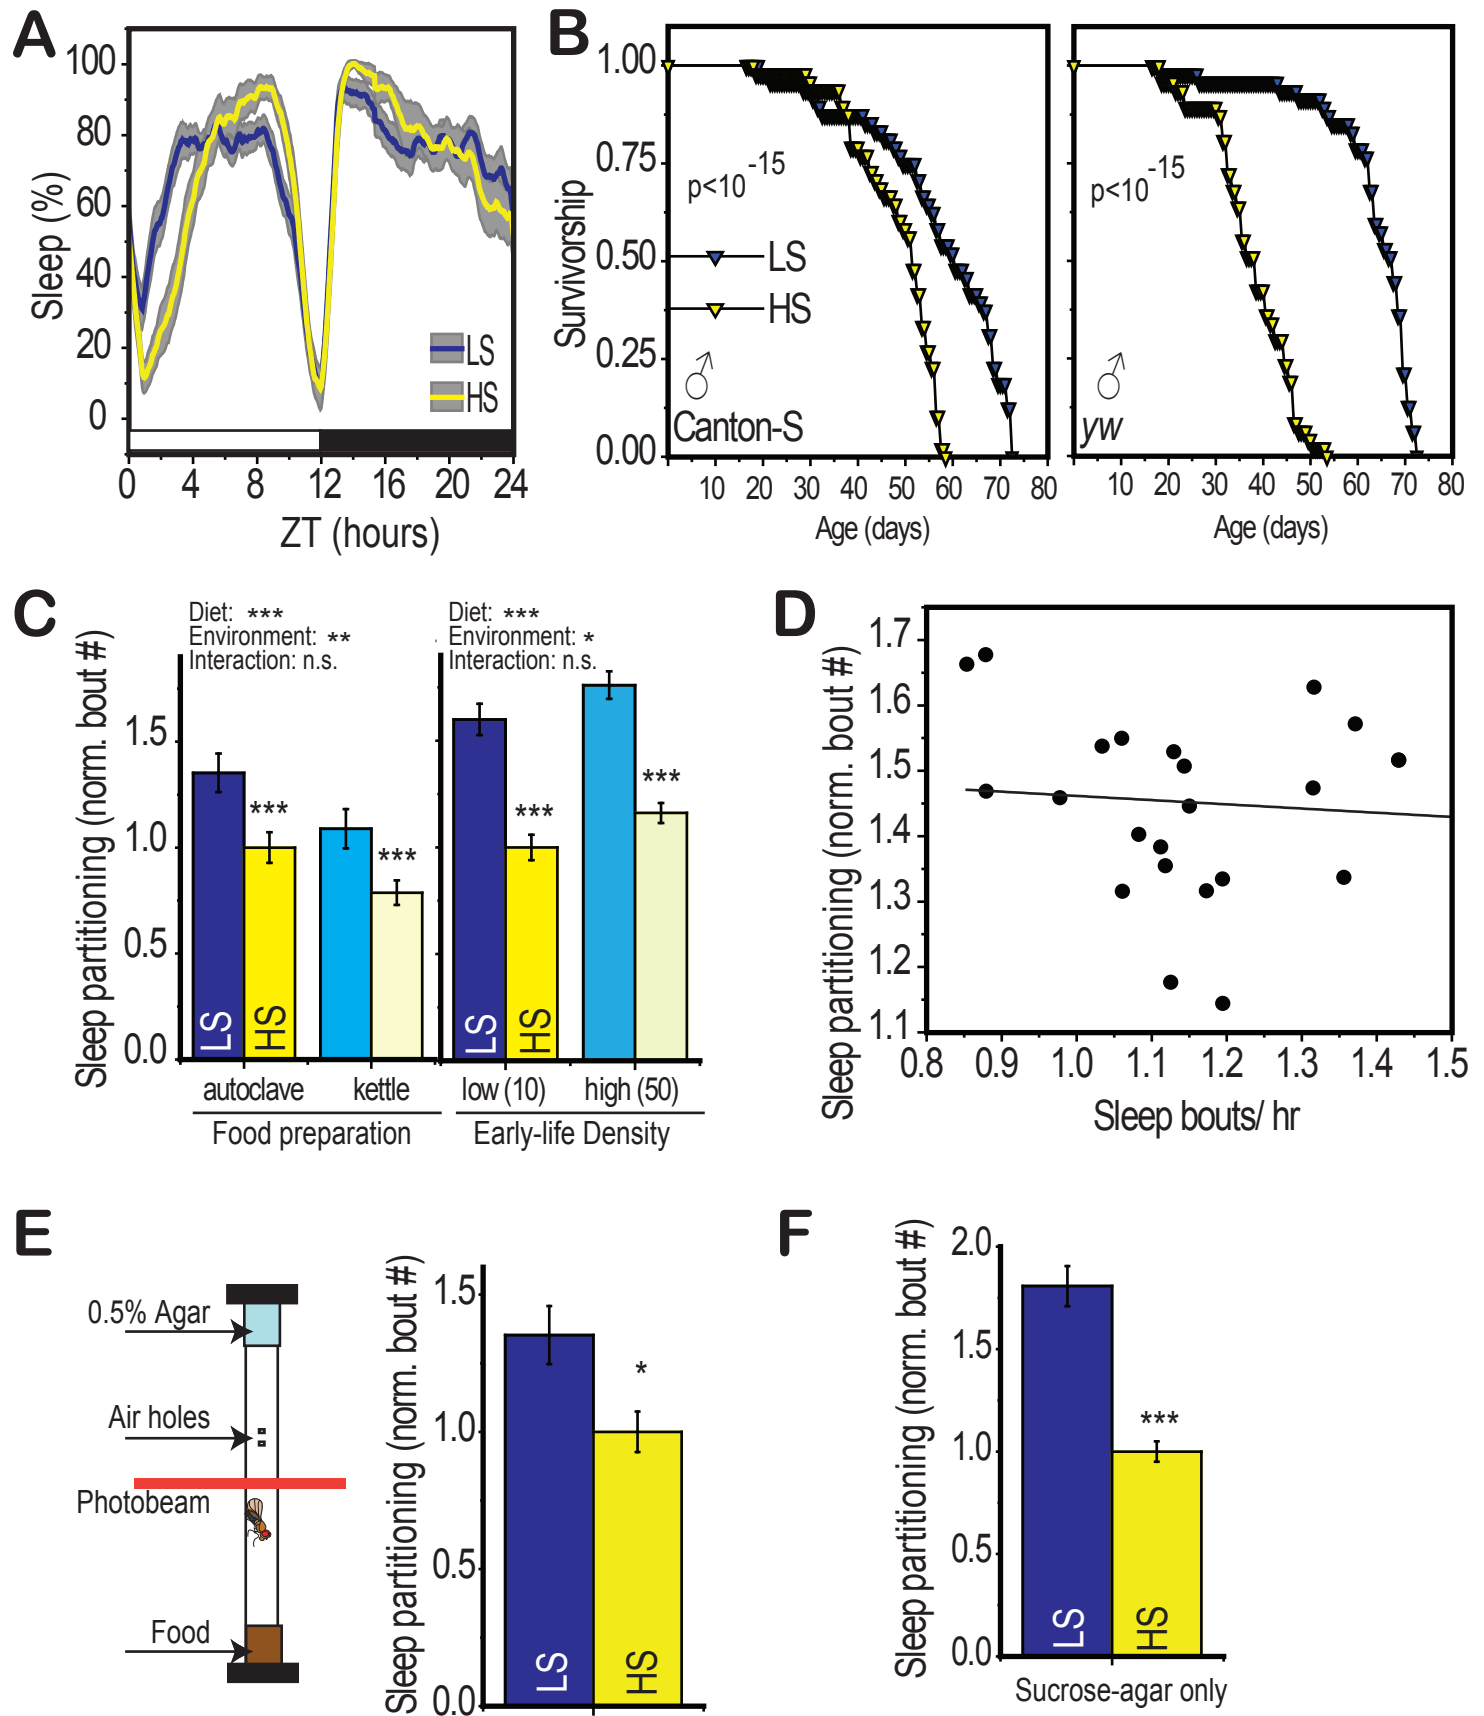 A
Sleep (%)
100
80
60
40
20
0
LS
HS
0 4 8 12 16 20 24
ZT (hours)
B
Survivorship
1.00
0.75
0.50
0.25
0.00
p<10^-15
LS
HS
♂
Canton-S
10 20 30 40 50 60 70 80
Age (days)
p<10^-15
♂
yw
10 20 30 40 50 60 70 80
Age (days)
C
Sleep partitioning (norm. bout #)
Diet: ***
Environment: **
Interaction: n.s.
Diet: ***
Environment: *
Interaction: n.s.
1.5
1.0
0.5
0.0
***
***
***
***
LS
HS
LS
HS
autoclave kettle low (10) high (50)
Food preparation Early-life Density
D
Sleep partitioning (norm. bout #)
1.7
1.6
1.5
1.4
1.3
1.2
1.1
0.8 0.9 1.0 1.1 1.2 1.3 1.4 1.5
Sleep bouts/ hr
E
0.5% Agar
Air holes
Photobeam
Food
Sleep partitioning (norm. bout #)
1.5
1.0
0.5
0.0
*
LS
HS
F
Sleep partitioning (norm. bout #)
2.0
1.5
1.0
0.5
0.0
***
LS
HS
Sucrose-agar only